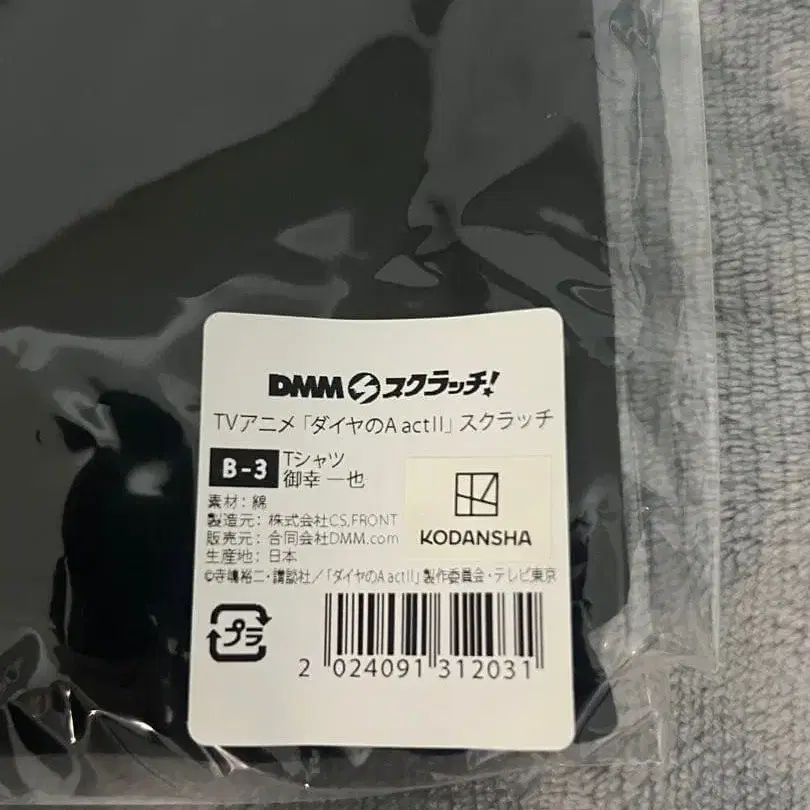 DMM スクラッチ!
TVアニメ「ダイヤのA actII」スクラッチ
B-3 Tシャツ
御幸 一也
素材: 綿
製造元: 株式会社CS.FRONT
販売元: 合同会社DMM.com
生産地: 日本
KODANSHA
©寺嶋裕二・講談社/「ダイヤのA actII」製作委員会・テレビ東京
プラ
2 024091 312031